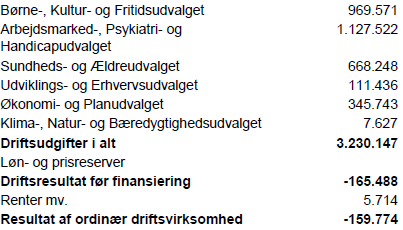 Børne-, Kultur- og Fritidsudvalget 969.571
Arbejdsmarked-, Psykiatri- og 1.127.522
Handicapudvalget
Sundheds- og Ældreudvalget 668.248
Udviklings- og Erhvervsudvalget 111.436
Økonomi- og Planudvalget 345.743
Klima-, Natur- og Bæredygtighedsudvalget 7.627
Driftsudgifter i alt 3.230.147
Løn- og prisreserver
Driftsresultat før finansiering -165.488
Renter mv. 5.714
Resultat af ordinær driftsvirksomhed -159.774